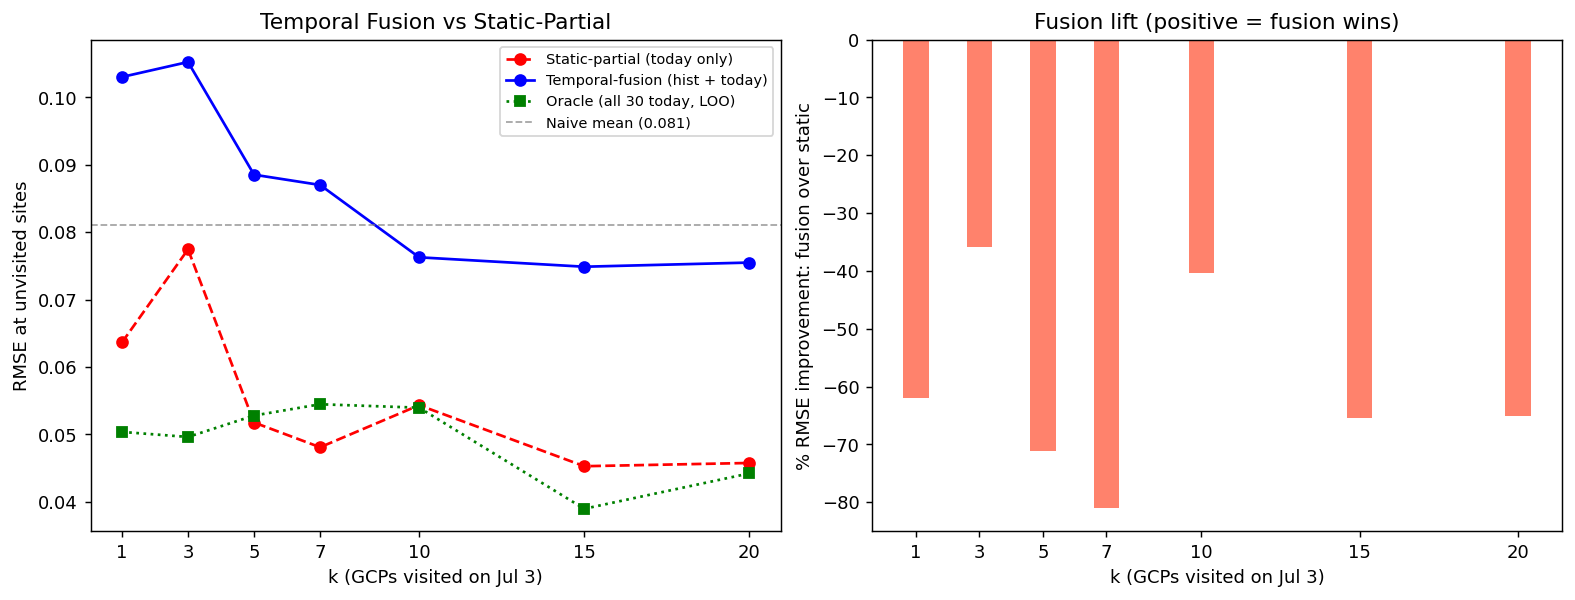 Temporal Fusion vs Static-Partial
RMSE at unvisited sites
0.10
0.09
0.08
0.07
0.06
0.05
0.04
Static-partial (today only)
Temporal-fusion (hist + today)
Oracle (all 30 today, LOO)
Naive mean (0.081)
1 3 5 7 10 15 20
k (GCPs visited on Jul 3)
Fusion lift (positive = fusion wins)
% RMSE improvement: fusion over static
0
−10
−20
−30
−40
−50
−60
−70
−80
1 3 5 7 10 15 20
k (GCPs visited on Jul 3)